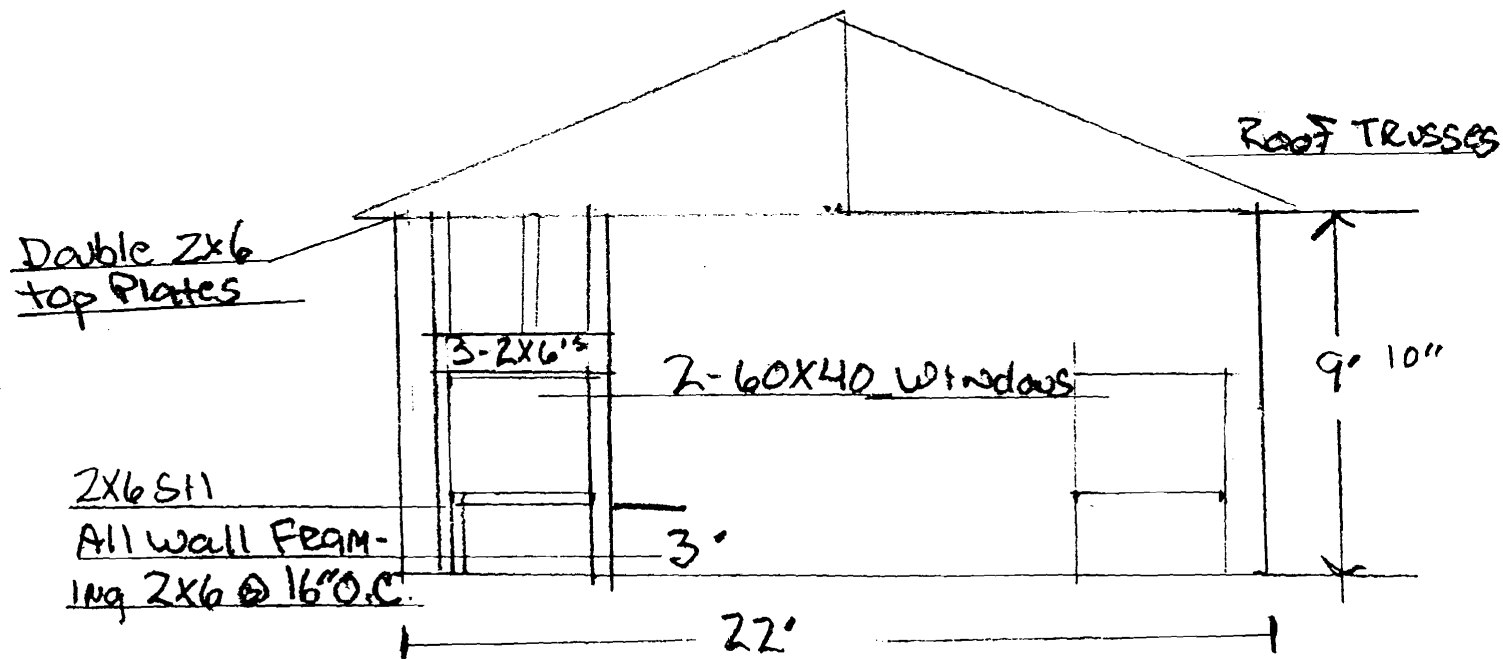 Roof TRUSSES
Double 2x6
top Plates
3-2x6's
2-60x40 Windows
9' 10"
2x6 Sill
All wall Fram-
ing 2x6 @ 16" O.C.
3'
22'